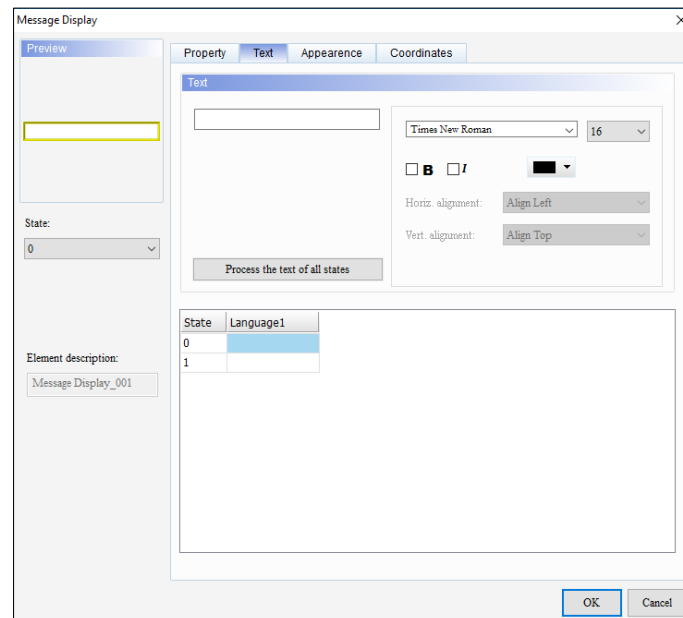 Message Display
Preview
Property Text Appearence Coordinates
Text
Times New Roman 16
B I
Horiz. alignment: Align Left
State:
Vert. alignment: Align Top
0
Process the text of all states
State Language1
0
1
Element description:
Message Display_001
OK Cancel